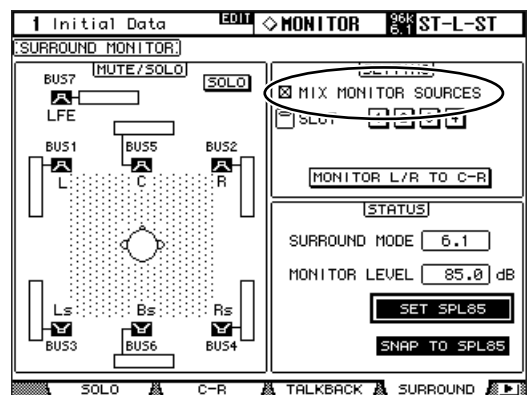 1 Initial Data EDIT ◇MONITOR 96k 6.1 ST-L-ST
SURROUND MONITOR
MUTE/SOLO
SOLO
BUS7
LFE
BUS1 BUS5 BUS2
L C R
Ls Bs Rs
BUS3 BUS6 BUS4
MIX MONITOR SOURCES
SLOT 1 2 3 4
MONITOR L/R TO C-R
STATUS
SURROUND MODE 6.1
MONITOR LEVEL 85.0 dB
SET SPL85
SNAP TO SPL85
SOLO C-R TALKBACK SURROUND